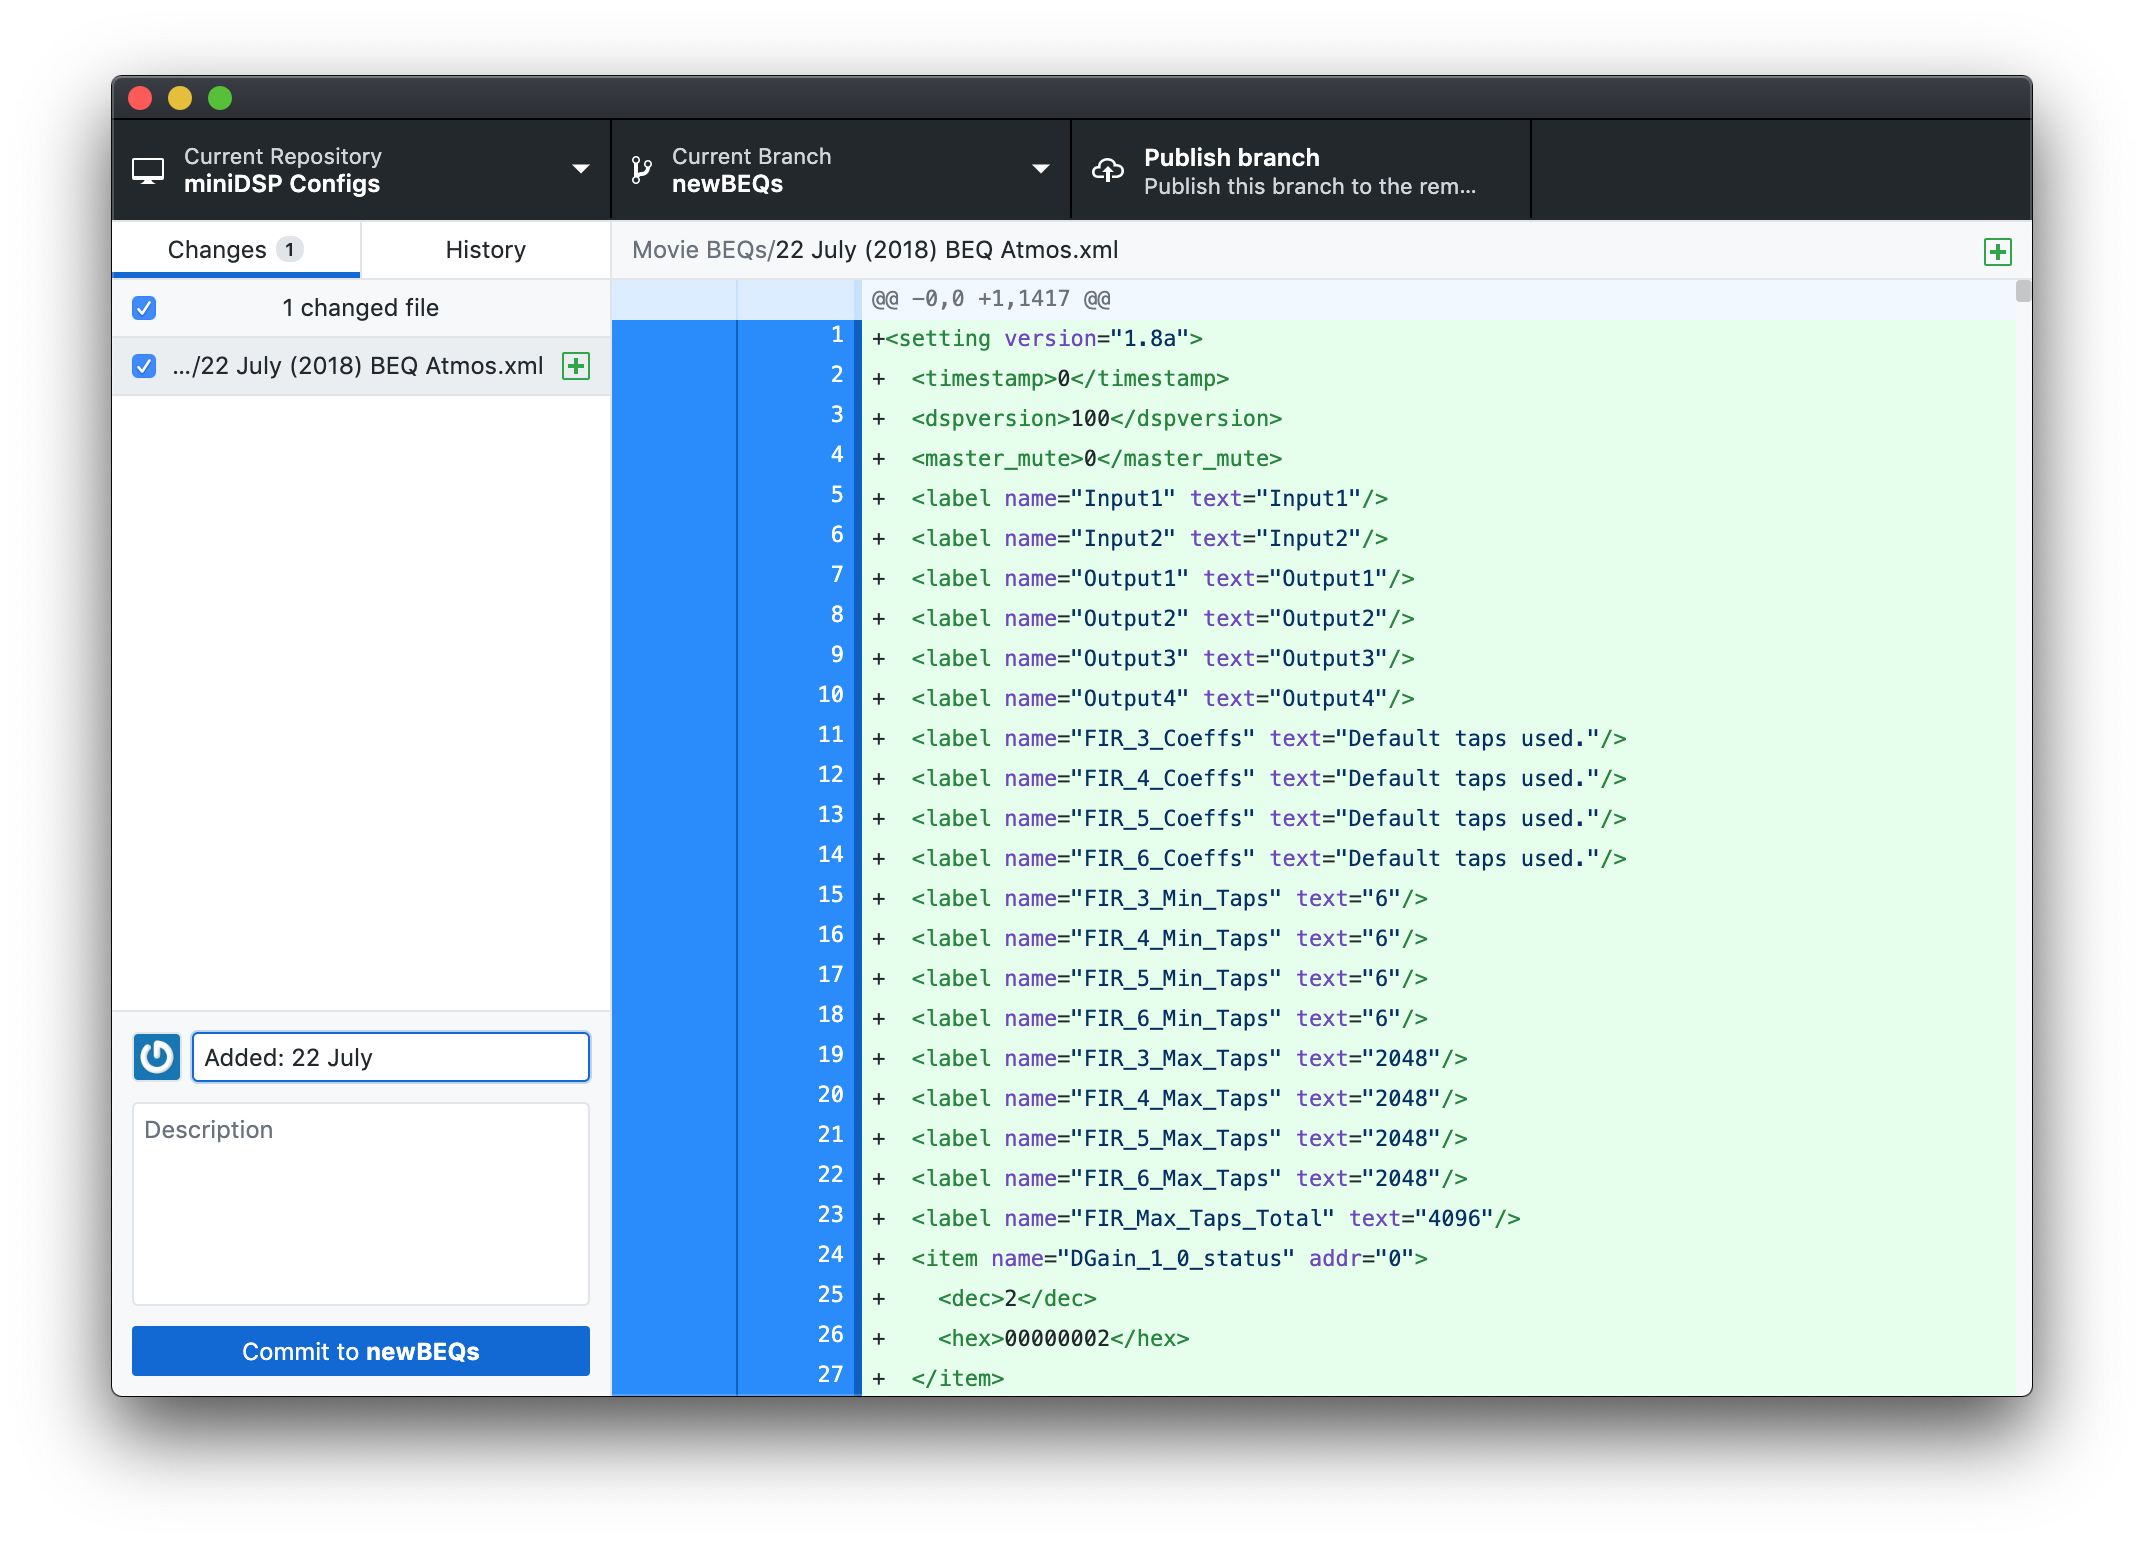 Current Repository
miniDSP Configs
Current Branch
newBEQs
Publish branch
Publish this branch to the rem...
Changes 1
History
Movie BEQs/22 July (2018) BEQ Atmos.xml
1 changed file
.../22 July (2018) BEQ Atmos.xml
Added: 22 July
Description
Commit to newBEQs
@@ -0,0 +1,1417 @@
1 +<setting version="1.8a">
2 +  <timestamp>0</timestamp>
3 +  <dspversion>100</dspversion>
4 +  <master_mute>0</master_mute>
5 +  <label name="Input1" text="Input1"/>
6 +  <label name="Input2" text="Input2"/>
7 +  <label name="Output1" text="Output1"/>
8 +  <label name="Output2" text="Output2"/>
9 +  <label name="Output3" text="Output3"/>
10 +  <label name="Output4" text="Output4"/>
11 +  <label name="FIR_3_Coeffs" text="Default taps used."/>
12 +  <label name="FIR_4_Coeffs" text="Default taps used."/>
13 +  <label name="FIR_5_Coeffs" text="Default taps used."/>
14 +  <label name="FIR_6_Coeffs" text="Default taps used."/>
15 +  <label name="FIR_3_Min_Taps" text="6"/>
16 +  <label name="FIR_4_Min_Taps" text="6"/>
17 +  <label name="FIR_5_Min_Taps" text="6"/>
18 +  <label name="FIR_6_Min_Taps" text="6"/>
19 +  <label name="FIR_3_Max_Taps" text="2048"/>
20 +  <label name="FIR_4_Max_Taps" text="2048"/>
21 +  <label name="FIR_5_Max_Taps" text="2048"/>
22 +  <label name="FIR_6_Max_Taps" text="2048"/>
23 +  <label name="FIR_Max_Taps_Total" text="4096"/>
24 +  <item name="DGain_1_0_status" addr="0">
25 +    <dec>2</dec>
26 +    <hex>00000002</hex>
27 +  </item>